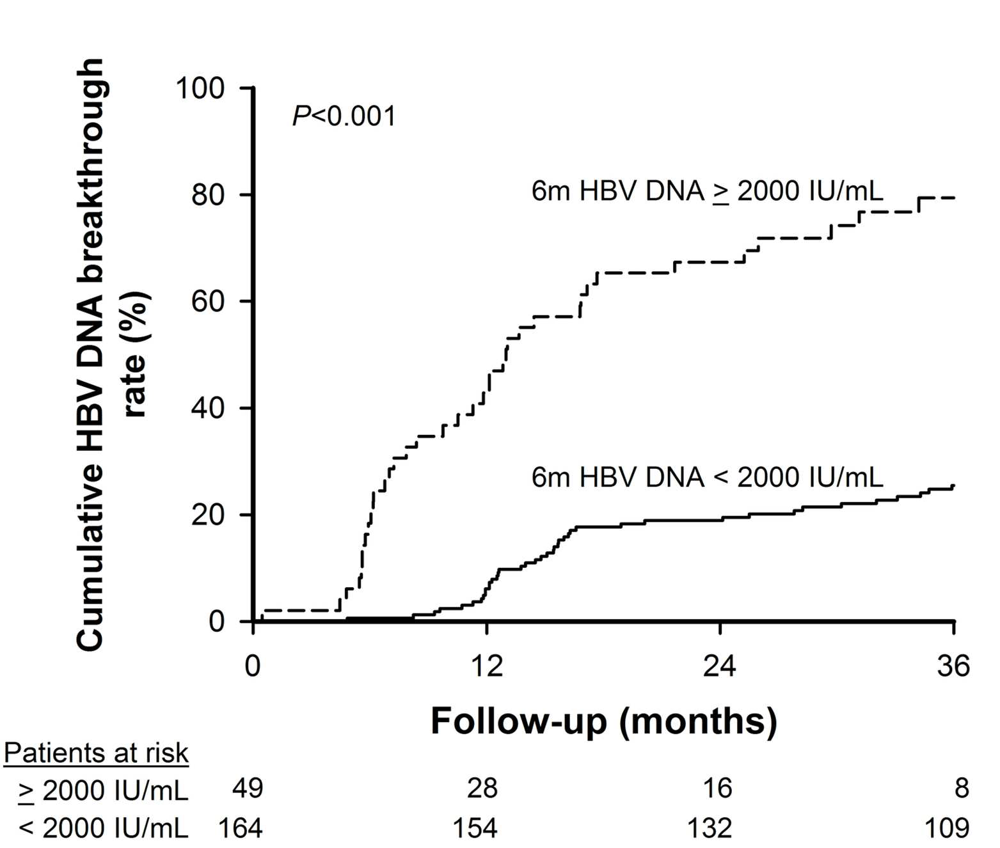 Cumulative HBV DNA breakthrough
rate (%)
100
80
60
40
20
0
P<0.001
6m HBV DNA ≥ 2000 IU/mL
6m HBV DNA < 2000 IU/mL
0 12 24 36
Follow-up (months)
Patients at risk
≥ 2000 IU/mL 49 28 16 8
< 2000 IU/mL 164 154 132 109